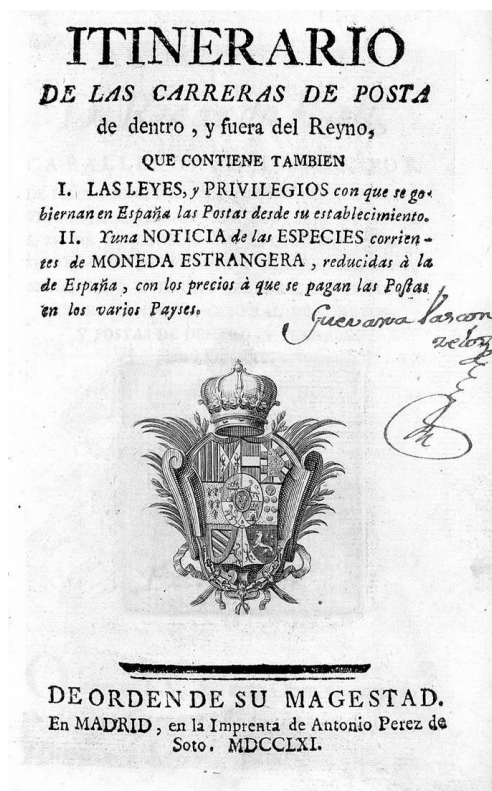 ITINERARIO
DE LAS CARRERAS DE POSTA
de dentro, y fuera del Reyno,
QUE CONTIENE TAMBIEN
I. LAS LEYES, y PRIVILEGIOS con que se go-
biernan en España las Postas desde su establecimiento.
II. Y una NOTICIA de las ESPECIES corrien-
tes de MONEDA ESTRANGERA, reducidas à la
de España, con los precios à que se pagan las Postas
en los varios Payses.
DE ORDEN DE SU MAGESTAD.
En MADRID, en la Imprenta de Antonio Perez de
Soto. MDCCLXI.